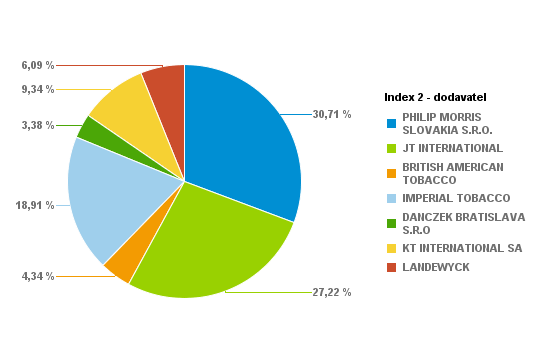 6,09 %
9,34 %
3,38 %
18,91 %
4,34 %
30,71 %
27,22 %
Index 2 - dodavatel
PHILIP MORRIS
SLOVAKIA S.R.O.
JT INTERNATIONAL
BRITISH AMERICAN
TOBACCO
IMPERIAL TOBACCO
DANCZEK BRATISLAVA
S.R.O
KT INTERNATIONAL SA
LANDEWYCK